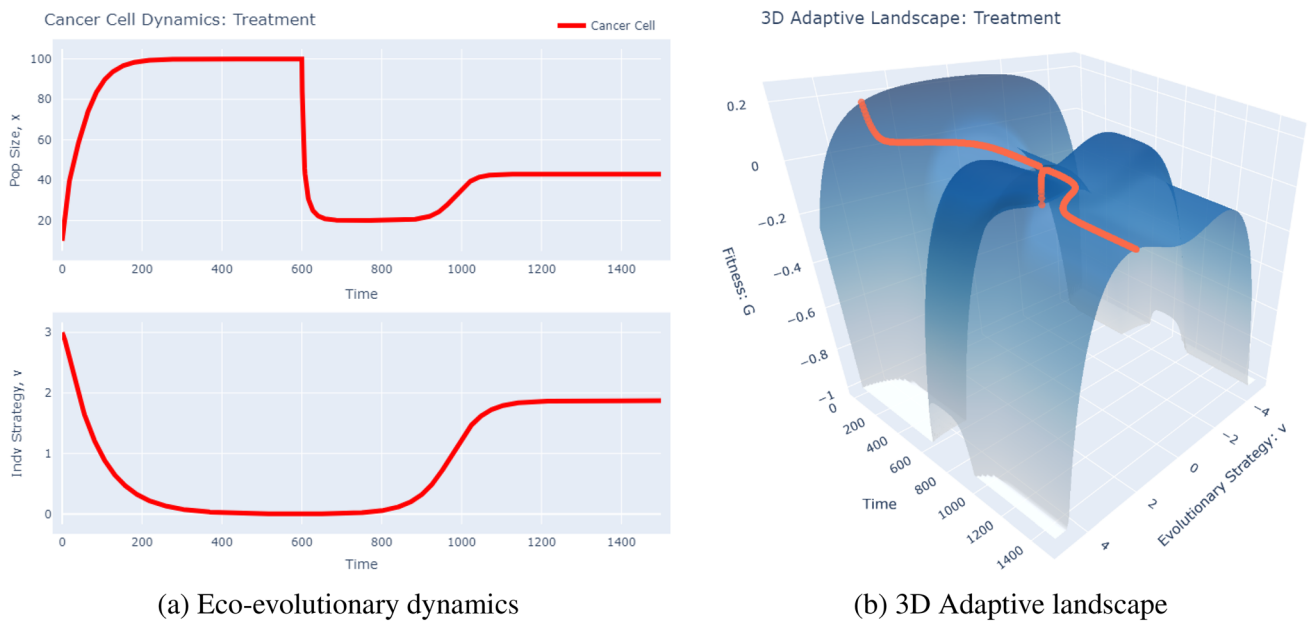 Cancer Cell Dynamics: Treatment
Cancer Cell
100
80
60
40
20
Pop Size, x
0 200 400 600 800 1000 1200 1400
Time
3
2
1
0
Indv Strategy, v
0 200 400 600 800 1000 1200 1400
Time
(a) Eco-evolutionary dynamics
3D Adaptive Landscape: Treatment
0.2
0
−0.2
−0.4
−0.6
−0.8
−1
Fitness: G
0
200
400
600
800
1000
1200
1400
Time
−4
−2
0
2
4
Evolutionary Strategy: v
(b) 3D Adaptive landscape